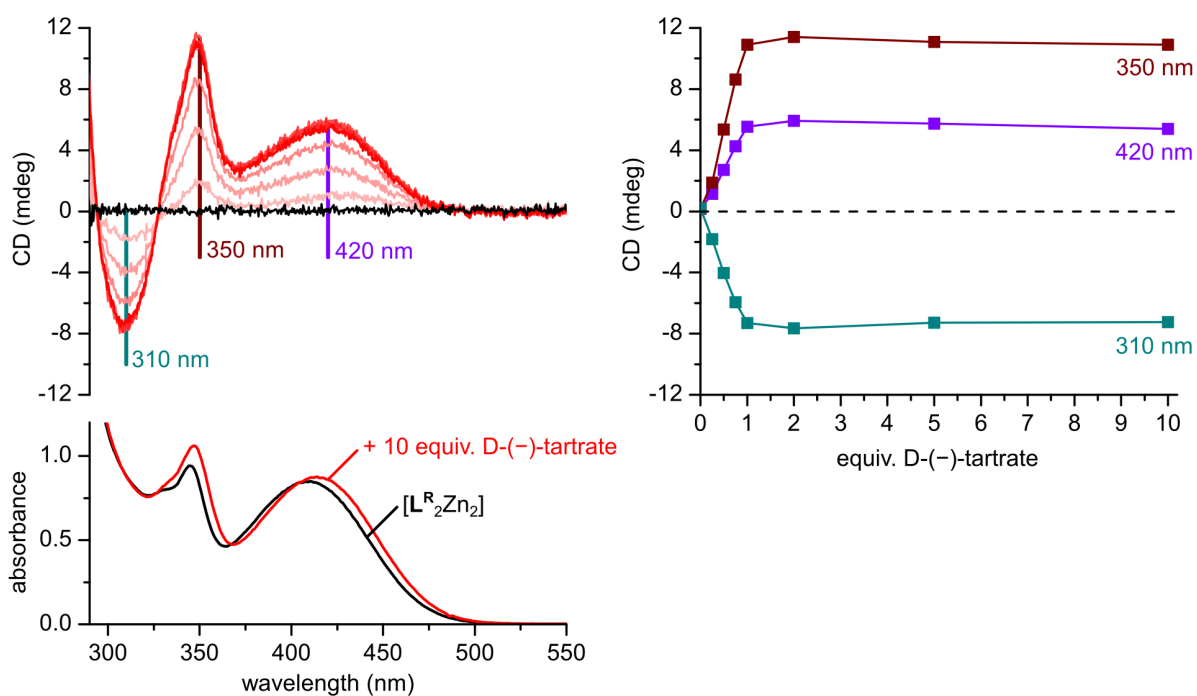 12
8
4
0
-4
-8
-12
CD (mdeg)
350 nm
420 nm
310 nm
1.0
0.5
0.0
absorbance
+ 10 equiv. D-(−)-tartrate
[L^R_2Zn_2]
300 350 400 450 500 550
wavelength (nm)
12
8
4
0
-4
-8
-12
CD (mdeg)
350 nm
420 nm
310 nm
0 1 2 3 4 5 6 7 8 9 10
equiv. D-(−)-tartrate